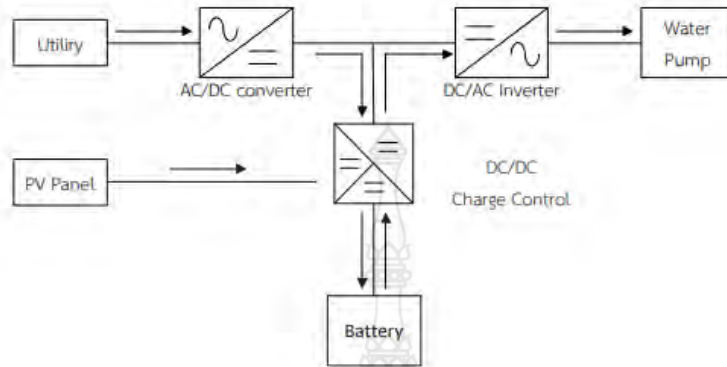 Utiliry
AC/DC converter
DC/AC Inverter
Water
Pump
PV Panel
DC/DC
Charge Control
Battery